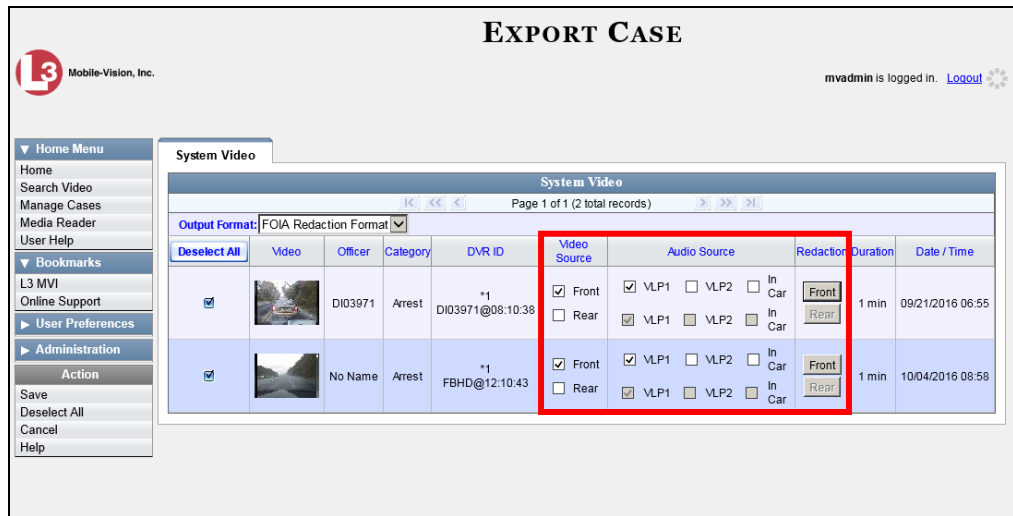 EXPORT CASE
L3 Mobile-Vision, Inc.
mvadmin is logged in. Logout
▼ Home Menu
Home
Search Video
Manage Cases
Media Reader
User Help
▼ Bookmarks
L3 MVI
Online Support
▶ User Preferences
▶ Administration
Action
Save
Deselect All
Cancel
Help
System Video
System Video
Page 1 of 1 (2 total records)
Output Format: FOIA Redaction Format
Deselect All Video Officer Category DVR ID Video Source Audio Source Redaction Duration Date / Time
DI03971 Arrest *1 DI03971@08:10:38 Front VLP1 VLP2 In Car Front 1 min 09/21/2016 06:55
Rear VLP1 VLP2 In Car Rear
No Name Arrest *1 FBHD@12:10:43 Front VLP1 VLP2 In Car Front 1 min 10/04/2016 08:58
Rear VLP1 VLP2 In Car Rear